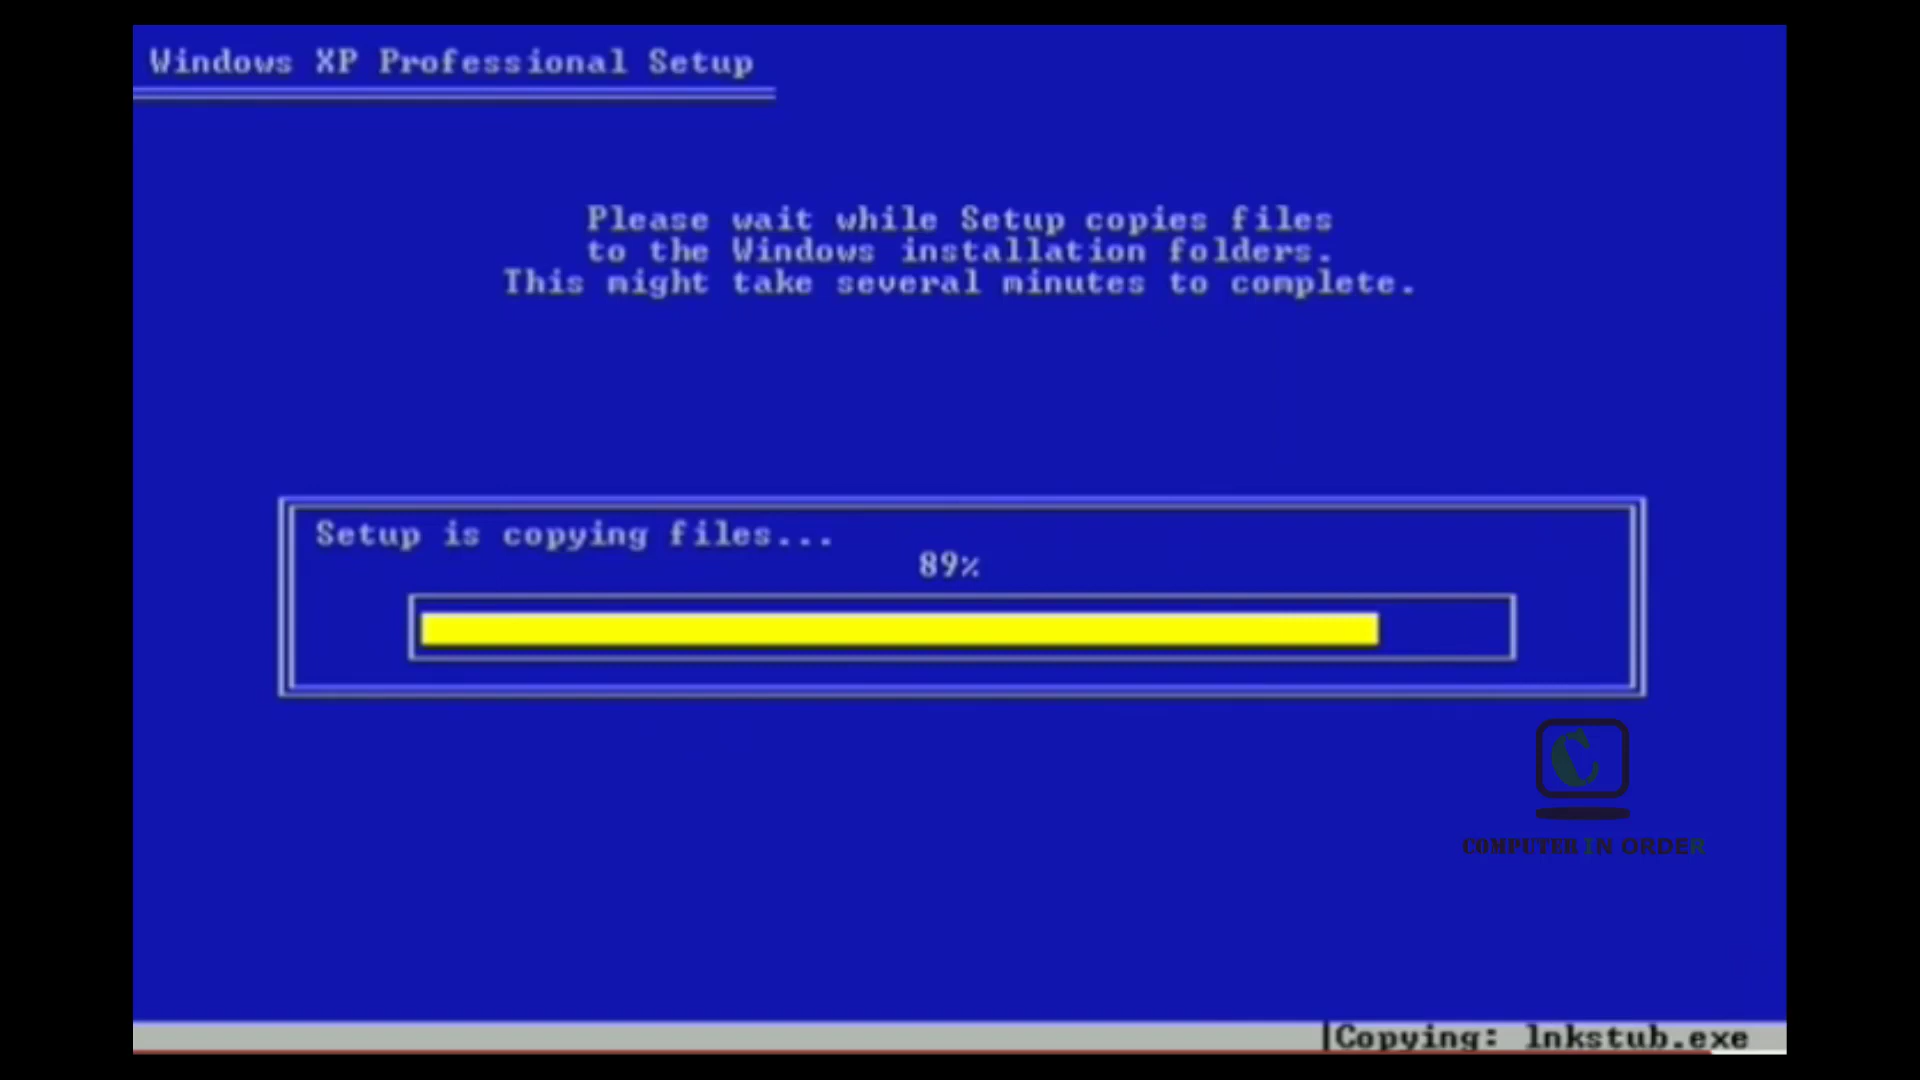 Windows XP Professional Setup
Please wait while Setup copies files
to the Windows installation folders.
This might take several minutes to complete.
Setup is copying files...
89%
C
COMPUTER IN ORDER
|Copying: lnkstub.exe